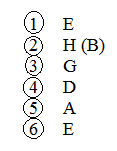 ① E
② H (B)
③ G
④ D
⑤ A
⑥ E